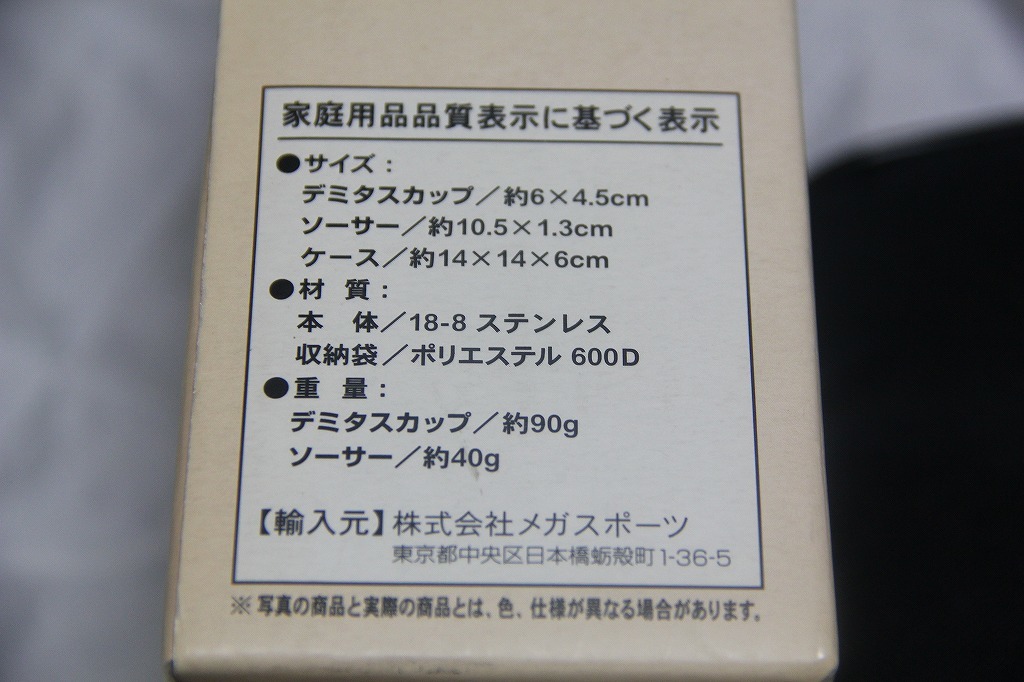 家庭用品品質表示に基づく表示
●サイズ：
デミタスカップ／約6×4.5cm
ソーサー／約10.5×1.3cm
ケース／約14×14×6cm
●材 質：
本 体／18-8 ステンレス
収納袋／ポリエステル 600D
●重 量：
デミタスカップ／約90g
ソーサー／約40g
【輸入元】株式会社メガスポーツ
東京都中央区日本橋蛎殻町1-36-5
※写真の商品と実際の商品とは、色、仕様が異なる場合があります。